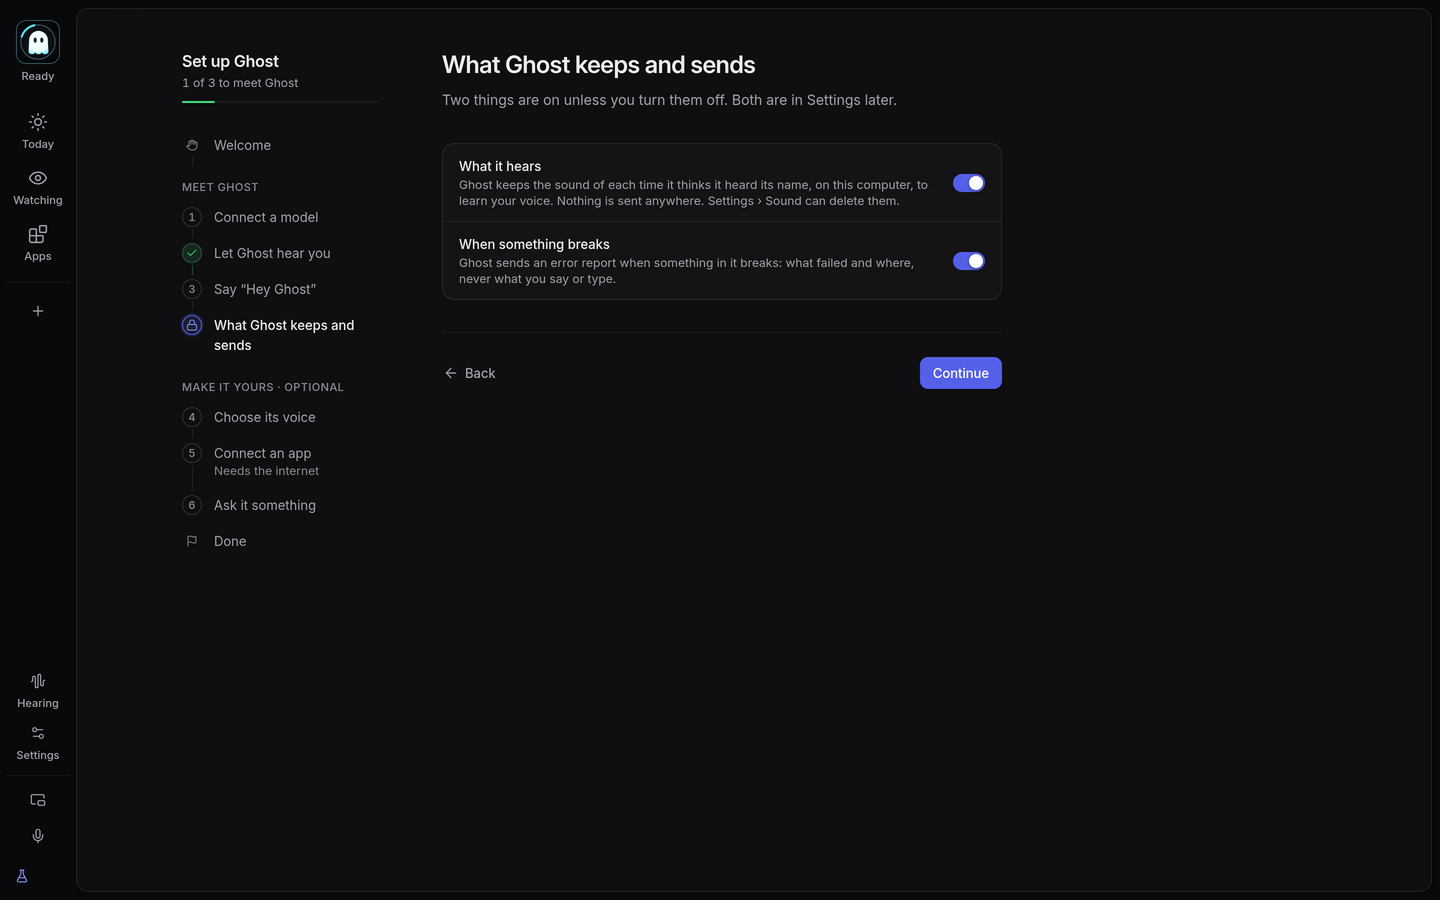 Ready
Today
Watching
Apps
Hearing
Settings
Set up Ghost
1 of 3 to meet Ghost
Welcome
MEET GHOST
1 Connect a model
Let Ghost hear you
3 Say “Hey Ghost”
What Ghost keeps and
sends
MAKE IT YOURS · OPTIONAL
4 Choose its voice
5 Connect an app
Needs the internet
6 Ask it something
Done
What Ghost keeps and sends
Two things are on unless you turn them off. Both are in Settings later.
What it hears
Ghost keeps the sound of each time it thinks it heard its name, on this computer, to
learn your voice. Nothing is sent anywhere. Settings › Sound can delete them.
When something breaks
Ghost sends an error report when something in it breaks: what failed and where,
never what you say or type.
Back
Continue